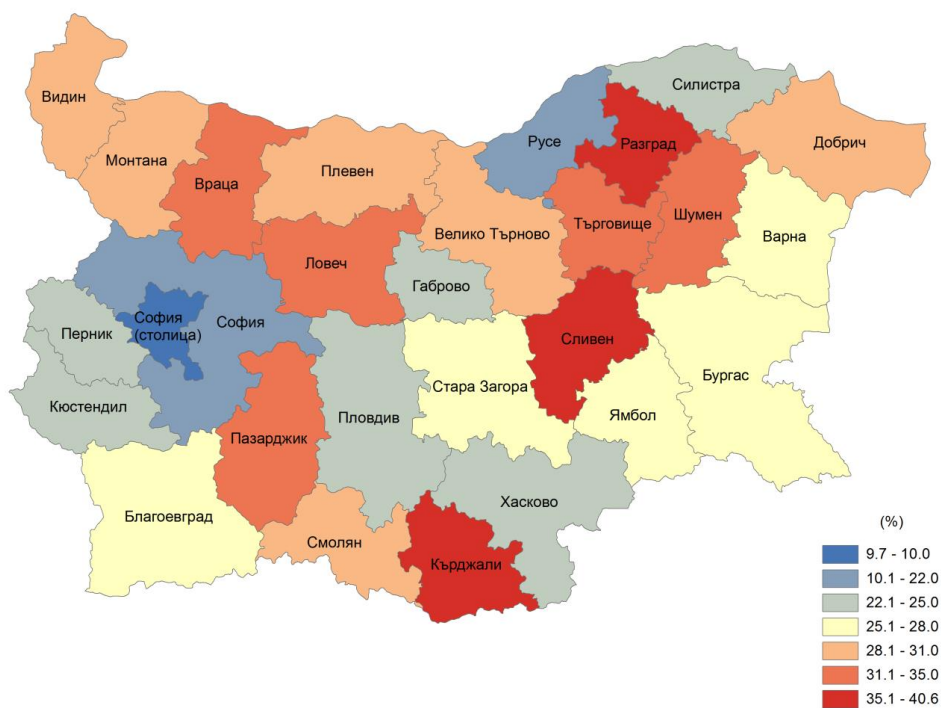 Видин
Монтана
Враца
Плевен
Велико Търново
Русе
Силистра
Разград
Добрич
Търговище
Шумен
Варна
Ловеч
Габрово
София
(столица)
София
Перник
Кюстендил
Сливен
Стара Загора
Бургас
Ямбол
Пловдив
Пазарджик
Благоевград
Хасково
Смолян
Кърджали
(%)
9.7 - 10.0
10.1 - 22.0
22.1 - 25.0
25.1 - 28.0
28.1 - 31.0
31.1 - 35.0
35.1 - 40.6